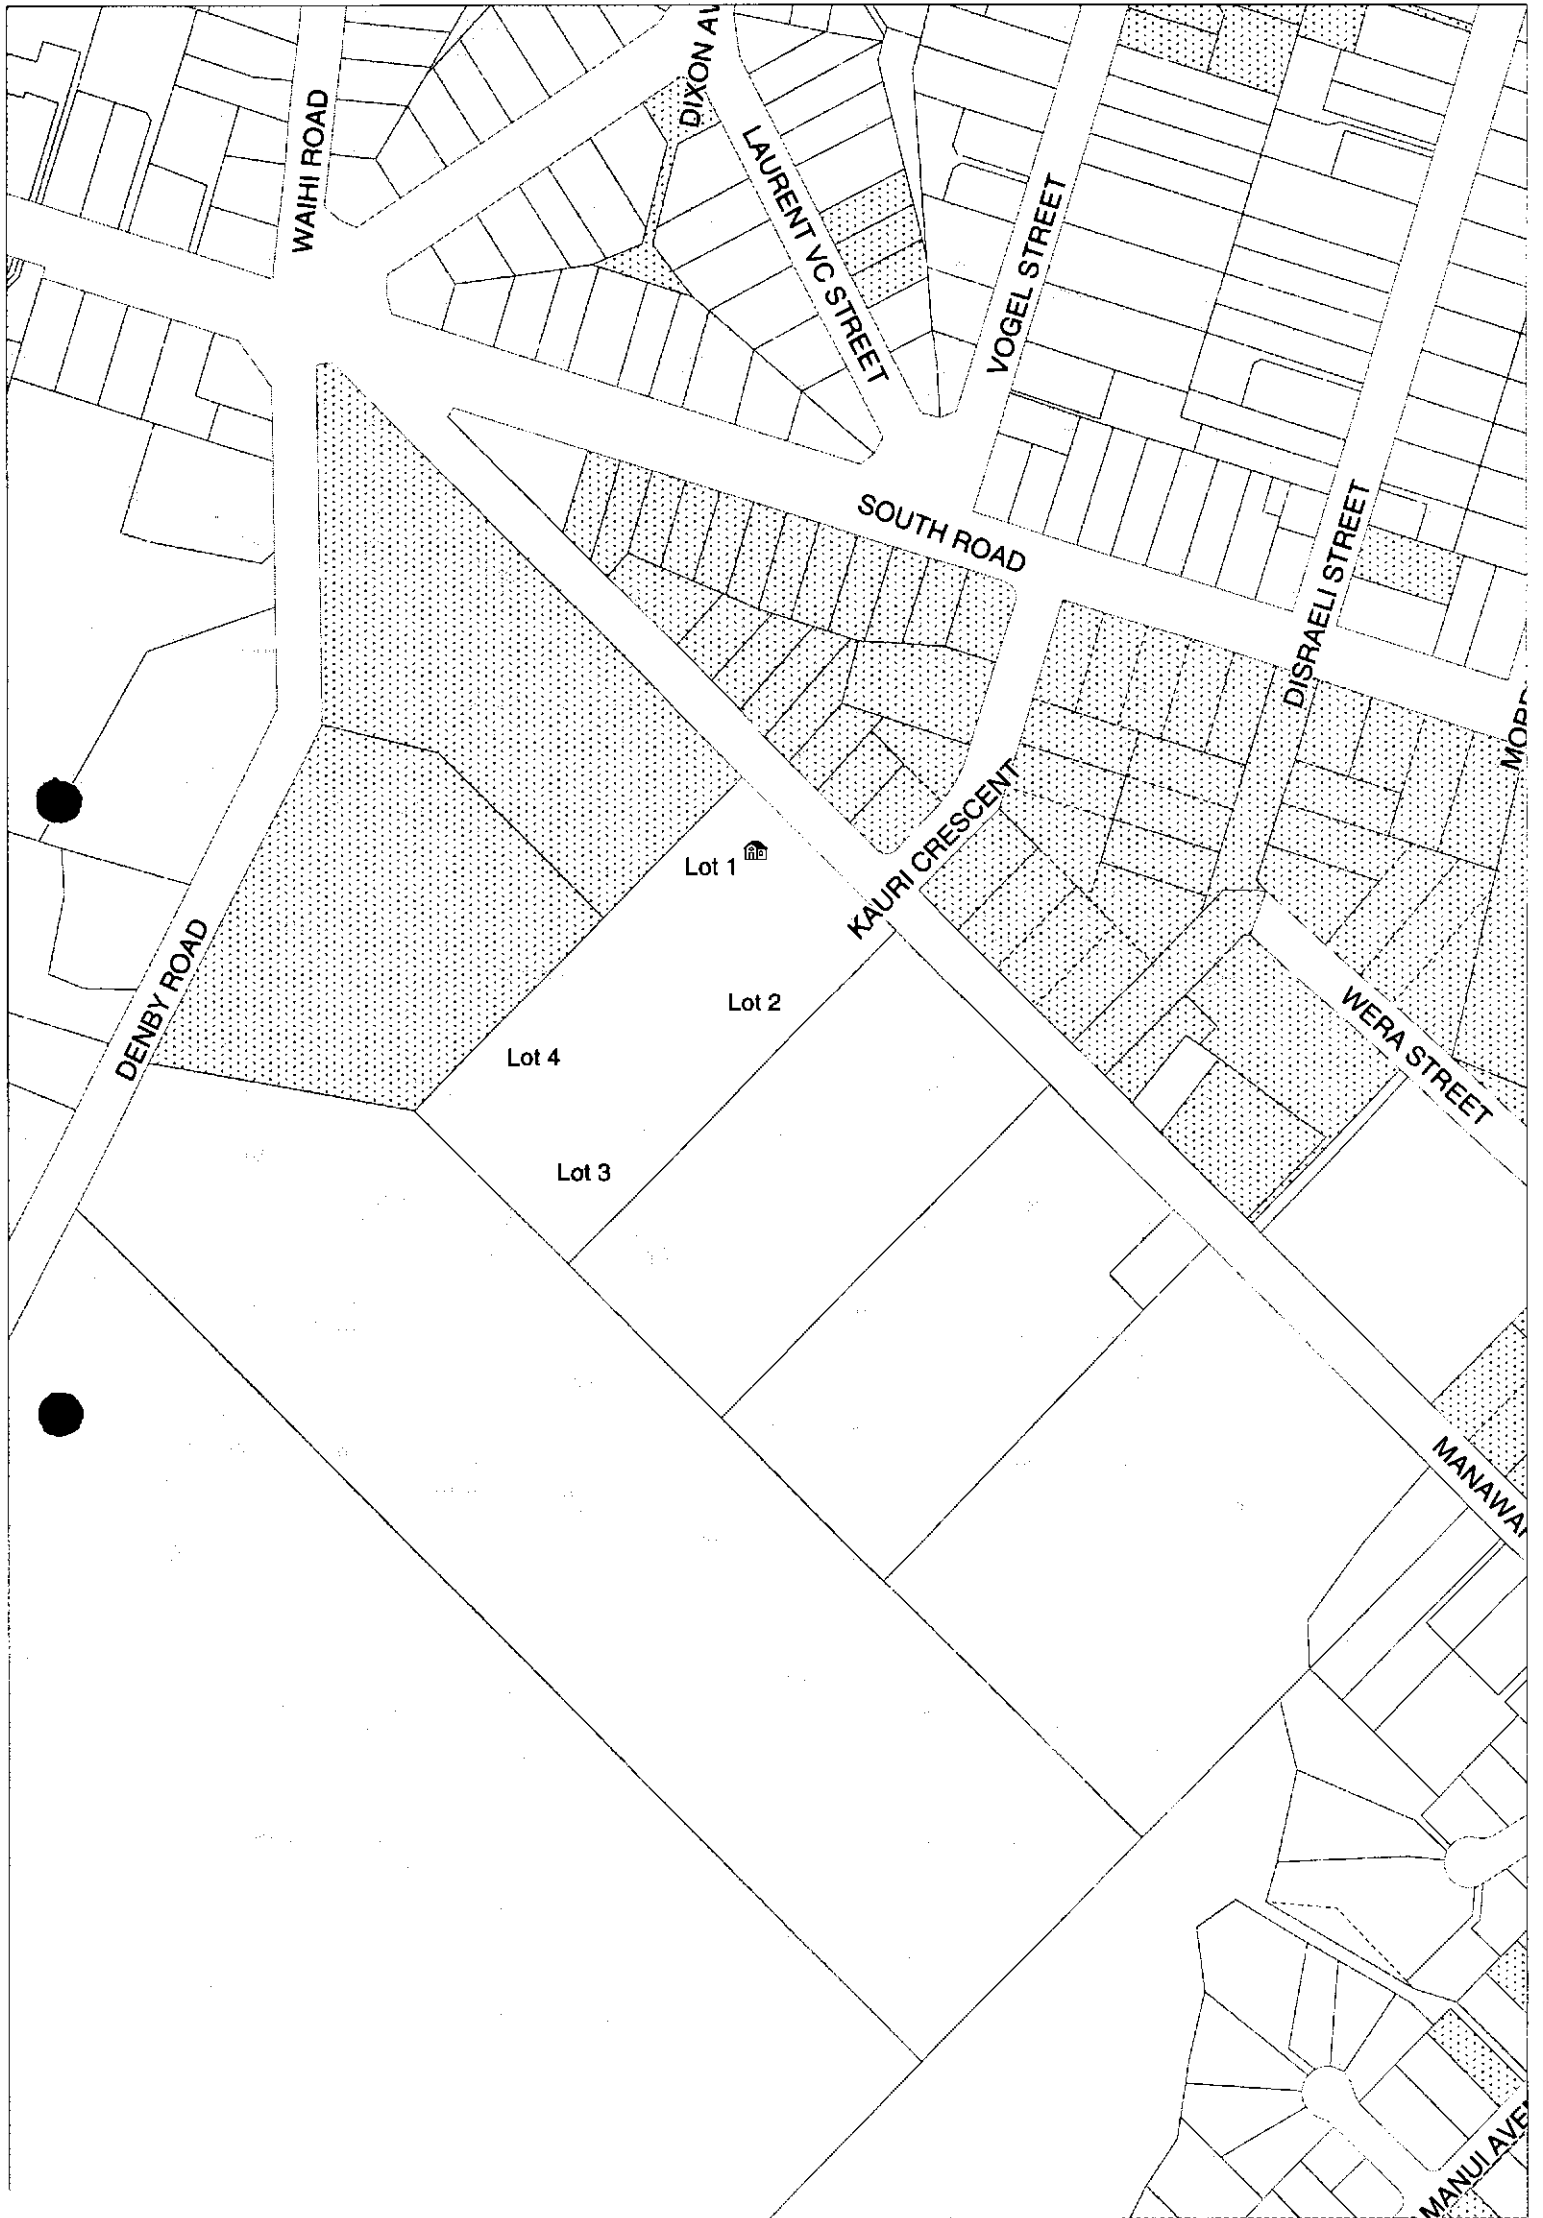 DIXON AV
WAIHI ROAD
LAURENT VC STREET
VOGEL STREET
SOUTH ROAD
DISRAELI STREET
KAURI CRESCENT
Lot 1
DENBY ROAD
Lot 2
WERA STREET
Lot 4
Lot 3
MANAWA
MANUI AVE